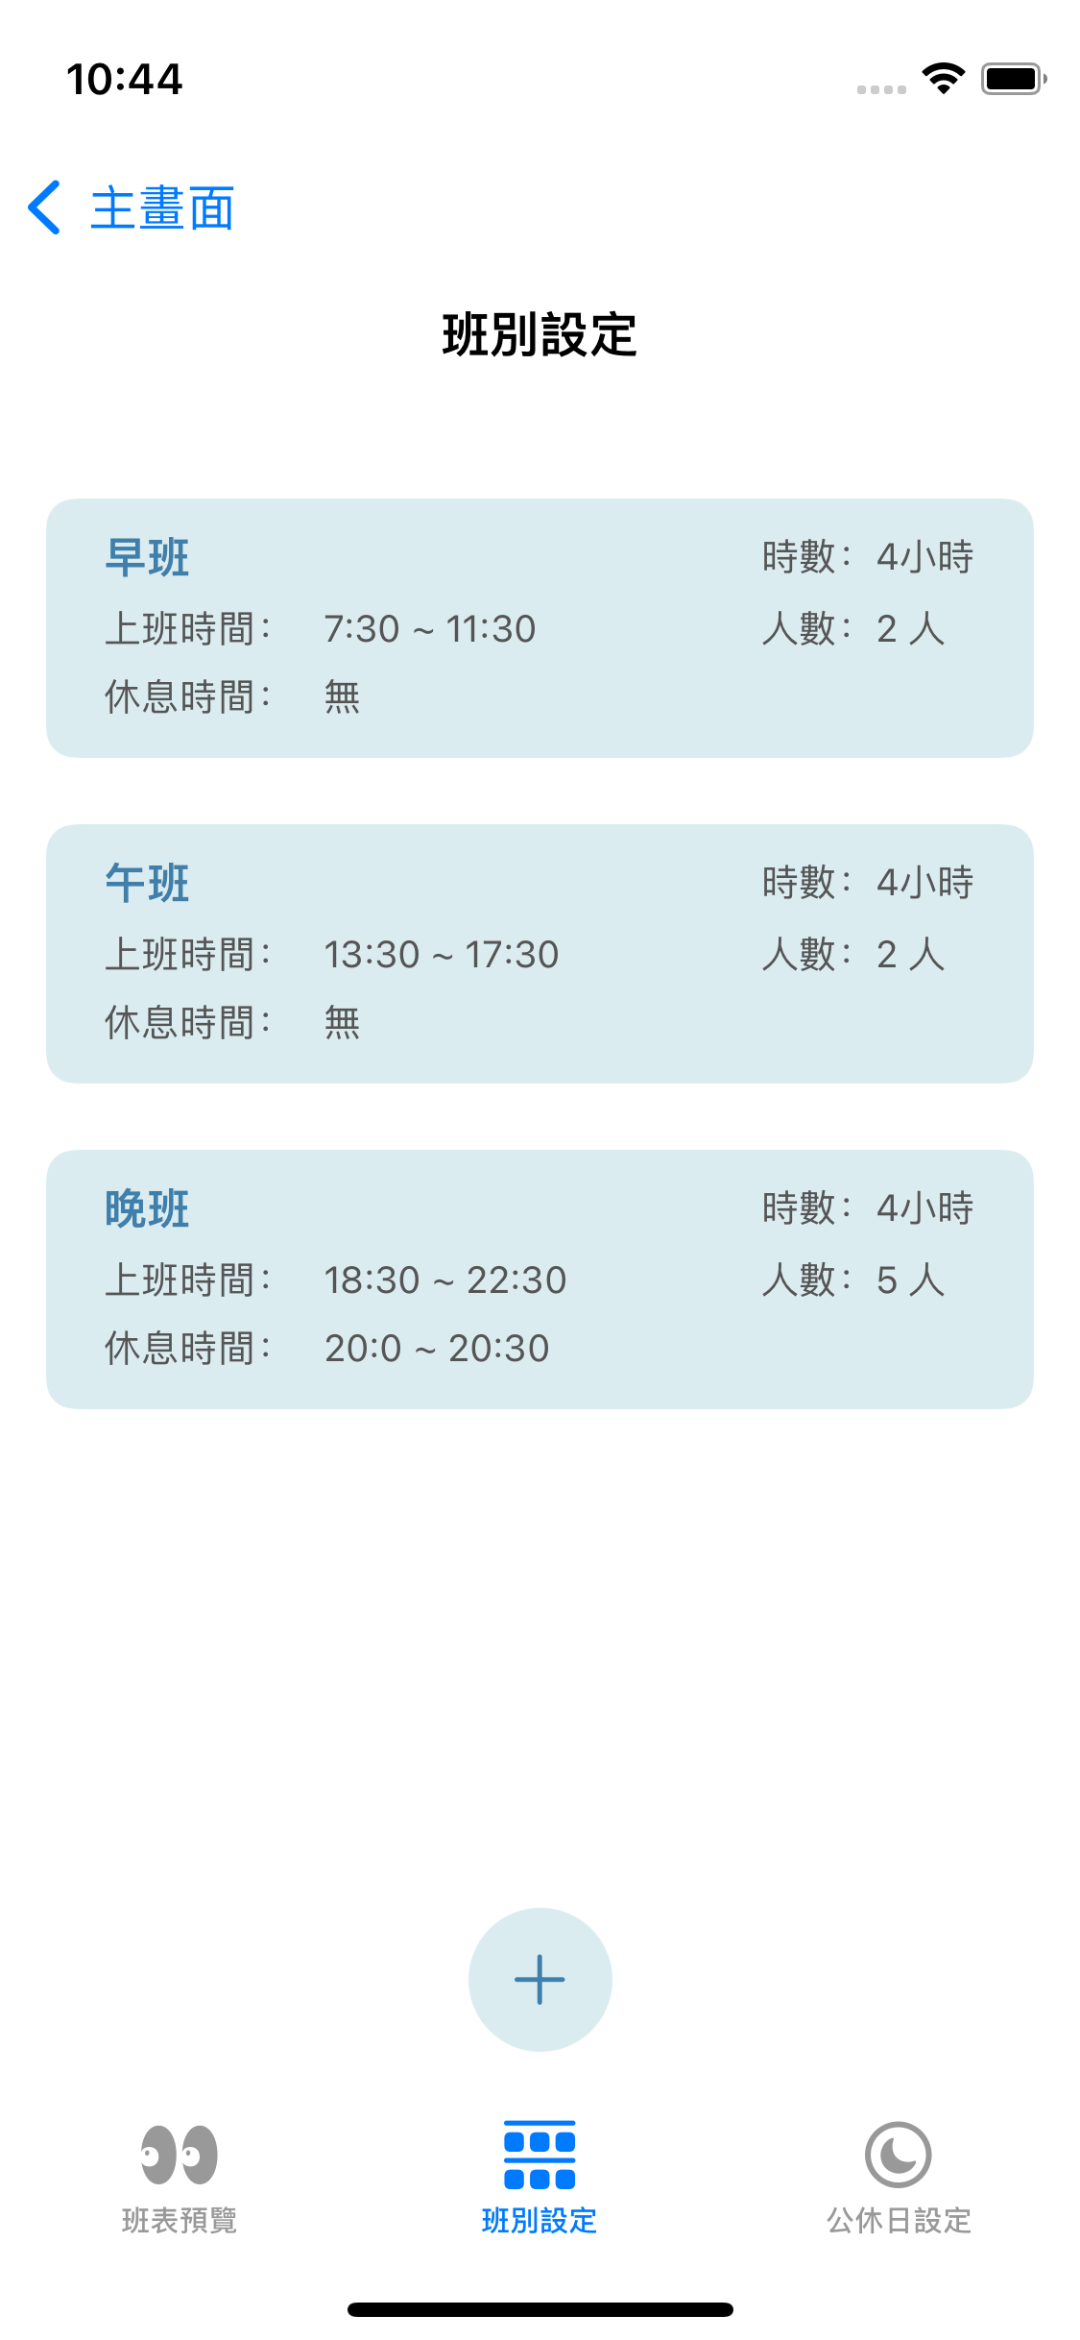 10:44
主畫面
班別設定
早班 時數：4小時
上班時間： 7:30 ~ 11:30 人數：2 人
休息時間： 無
午班 時數：4小時
上班時間： 13:30 ~ 17:30 人數：2 人
休息時間： 無
晚班 時數：4小時
上班時間： 18:30 ~ 22:30 人數：5 人
休息時間： 20:0 ~ 20:30
班表預覽 班別設定 公休日設定